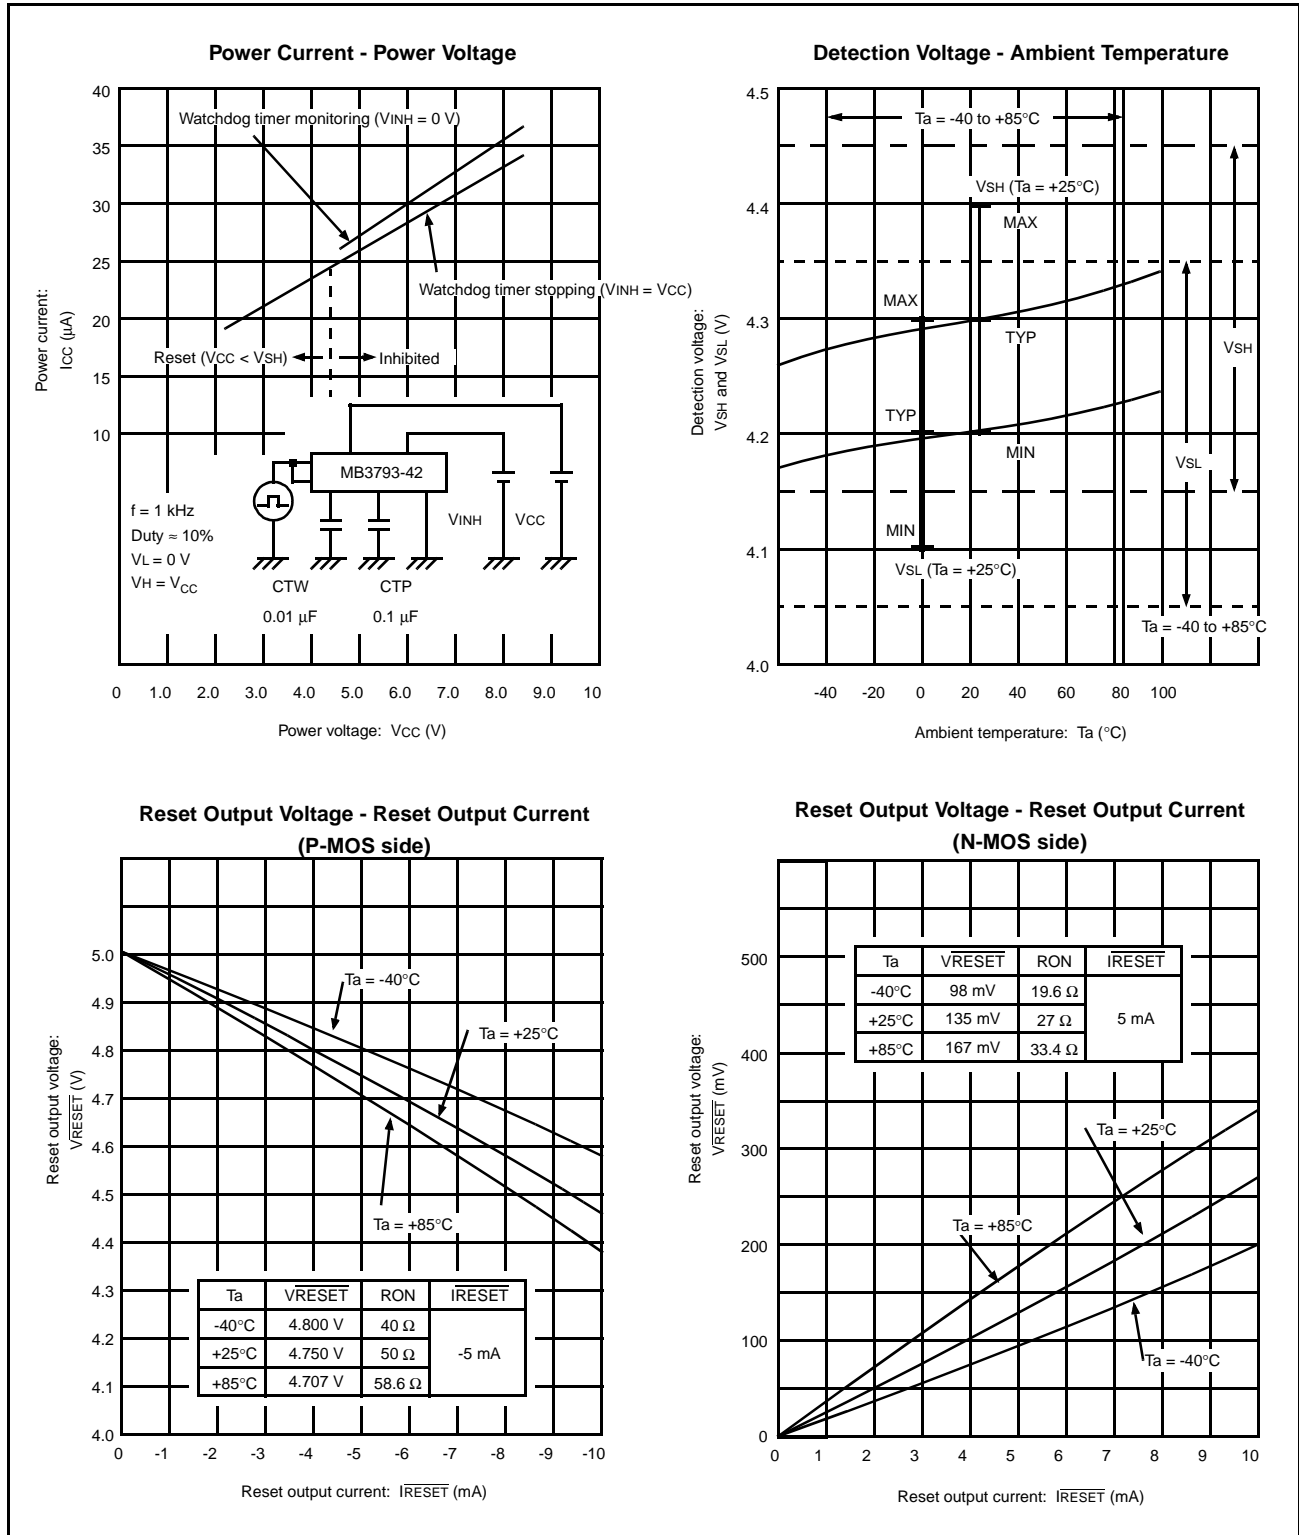 Power Current - Power Voltage
40
35
30
25
20
15
10
Power current:
ICC (μA)
Watchdog timer monitoring (VINH = 0 V)
Watchdog timer stopping (VINH = VCC)
Reset (VCC < VSH)
Inhibited
MB3793-42
f = 1 kHz
Duty ≈ 10%
VL = 0 V
VH = VCC
VINH
VCC
CTW
CTP
0.01 μF
0.1 μF
0 1.0 2.0 3.0 4.0 5.0 6.0 7.0 8.0 9.0 10
Power voltage: VCC (V)
Detection Voltage - Ambient Temperature
4.5
4.4
4.3
4.2
4.1
4.0
Detection voltage:
VSH and VSL (V)
Ta = -40 to +85°C
VSH (Ta = +25°C)
MAX
MAX
TYP
VSH
TYP
MIN
VSL
MIN
VSL (Ta = +25°C)
Ta = -40 to +85°C
-40 -20 0 20 40 60 80 100
Ambient temperature: Ta (°C)
Reset Output Voltage - Reset Output Current
(P-MOS side)
5.0
4.9
4.8
4.7
4.6
4.5
4.4
4.3
4.2
4.1
4.0
Reset output voltage:
VRESET (V)
Ta = -40°C
Ta = +25°C
Ta = +85°C
Ta VRESET RON IRESET
-40°C 4.800 V 40 Ω
+25°C 4.750 V 50 Ω -5 mA
+85°C 4.707 V 58.6 Ω
0 -1 -2 -3 -4 -5 -6 -7 -8 -9 -10
Reset output current: IRESET (mA)
Reset Output Voltage - Reset Output Current
(N-MOS side)
500
400
300
200
100
0
Reset output voltage:
VRESET (mV)
Ta VRESET RON IRESET
-40°C 98 mV 19.6 Ω
+25°C 135 mV 27 Ω 5 mA
+85°C 167 mV 33.4 Ω
Ta = +25°C
Ta = +85°C
Ta = -40°C
0 1 2 3 4 5 6 7 8 9 10
Reset output current: IRESET (mA)